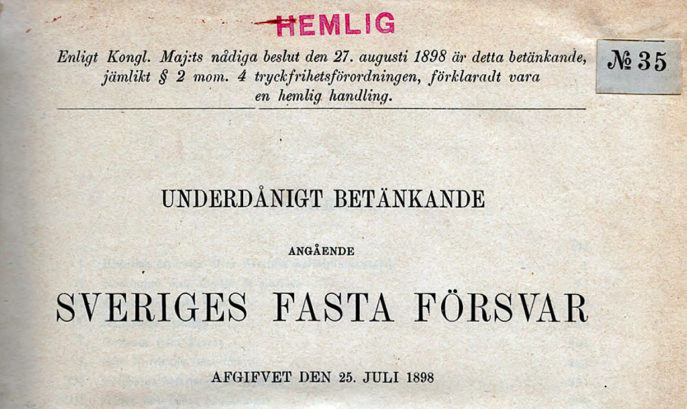 HEMLIG
Enligt Kongl. Maj:ts nådiga beslut den 27. augusti 1898 är detta betänkande,
jämlikt § 2 mom. 4 tryckfrihetsförordningen, förklaradt vara
en hemlig handling.
№ 35
UNDERDÅNIGT BETÄNKANDE
ANGÅENDE
SVERIGES FASTA FÖRSVAR
AFGIFVET DEN 25. JULI 1898